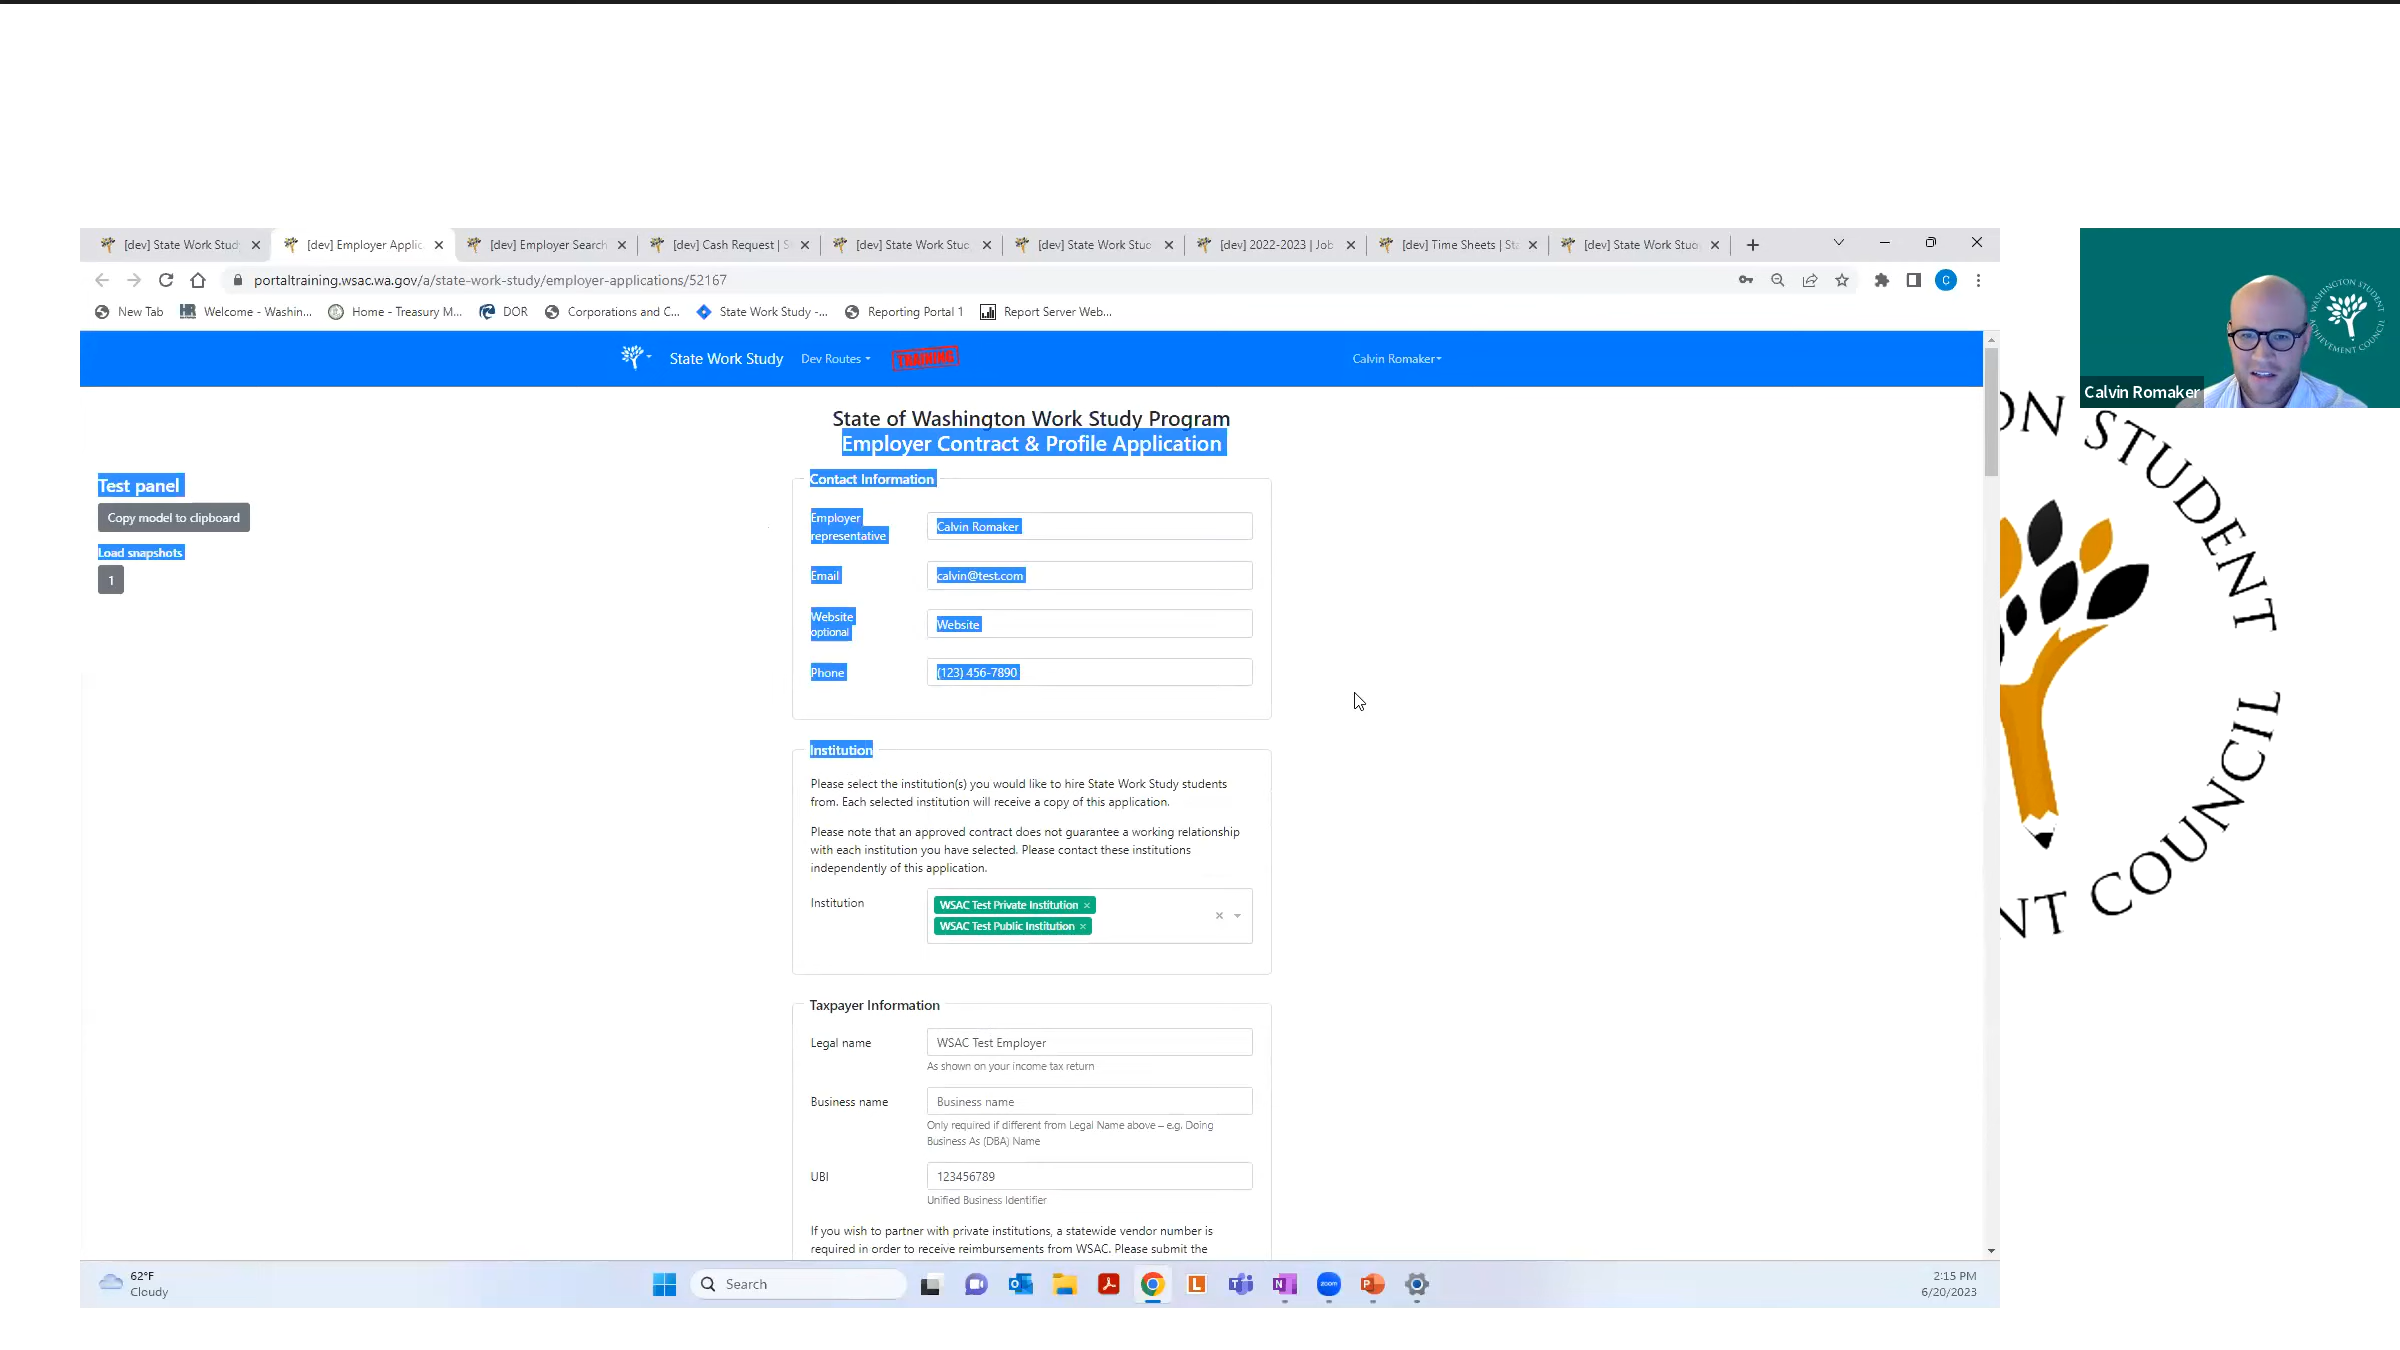 [dev] State Work Stud
[dev] Employer Applic
[dev] Employer Search
[dev] Cash Request | S
[dev] State Work Stud
[dev] State Work Stud
[dev] 2022-2023 | Job
[dev] Time Sheets | Sta
[dev] State Work Stud
portaltraining.wsac.wa.gov/a/state-work-study/employer-applications/52167
C
New Tab
Welcome - Washin...
Home - Treasury M...
DOR
Corporations and C...
State Work Study -...
Reporting Portal 1
Report Server Web...
State Work Study
Dev Routes
TRAINING
Calvin Romaker
WASHINGTON STUDENT ACHIEVEMENT COUNCIL
Calvin Romaker
State of Washington Work Study Program
Employer Contract & Profile Application
Test panel
Copy model to clipboard
Load snapshots
1
Contact Information
Employer
representative
Calvin Romaker
Email
calvin@test.com
Website
optional
Website
Phone
(123) 456-7890
Institution
Please select the institution(s) you would like to hire State Work Study students
from. Each selected institution will receive a copy of this application.
Please note that an approved contract does not guarantee a working relationship
with each institution you have selected. Please contact these institutions
independently of this application.
Institution
WSAC Test Private Institution ×
WSAC Test Public Institution ×
Taxpayer Information
Legal name
WSAC Test Employer
As shown on your income tax return
Business name
Business name
Only required if different from Legal Name above – e.g. Doing
Business As (DBA) Name
UBI
123456789
Unified Business Identifier
If you wish to partner with private institutions, a statewide vendor number is
required in order to receive reimbursements from WSAC. Please submit the
ON STUDENT
NT COUNCIL
62°F
Cloudy
Search
zoom
2:15 PM
6/20/2023